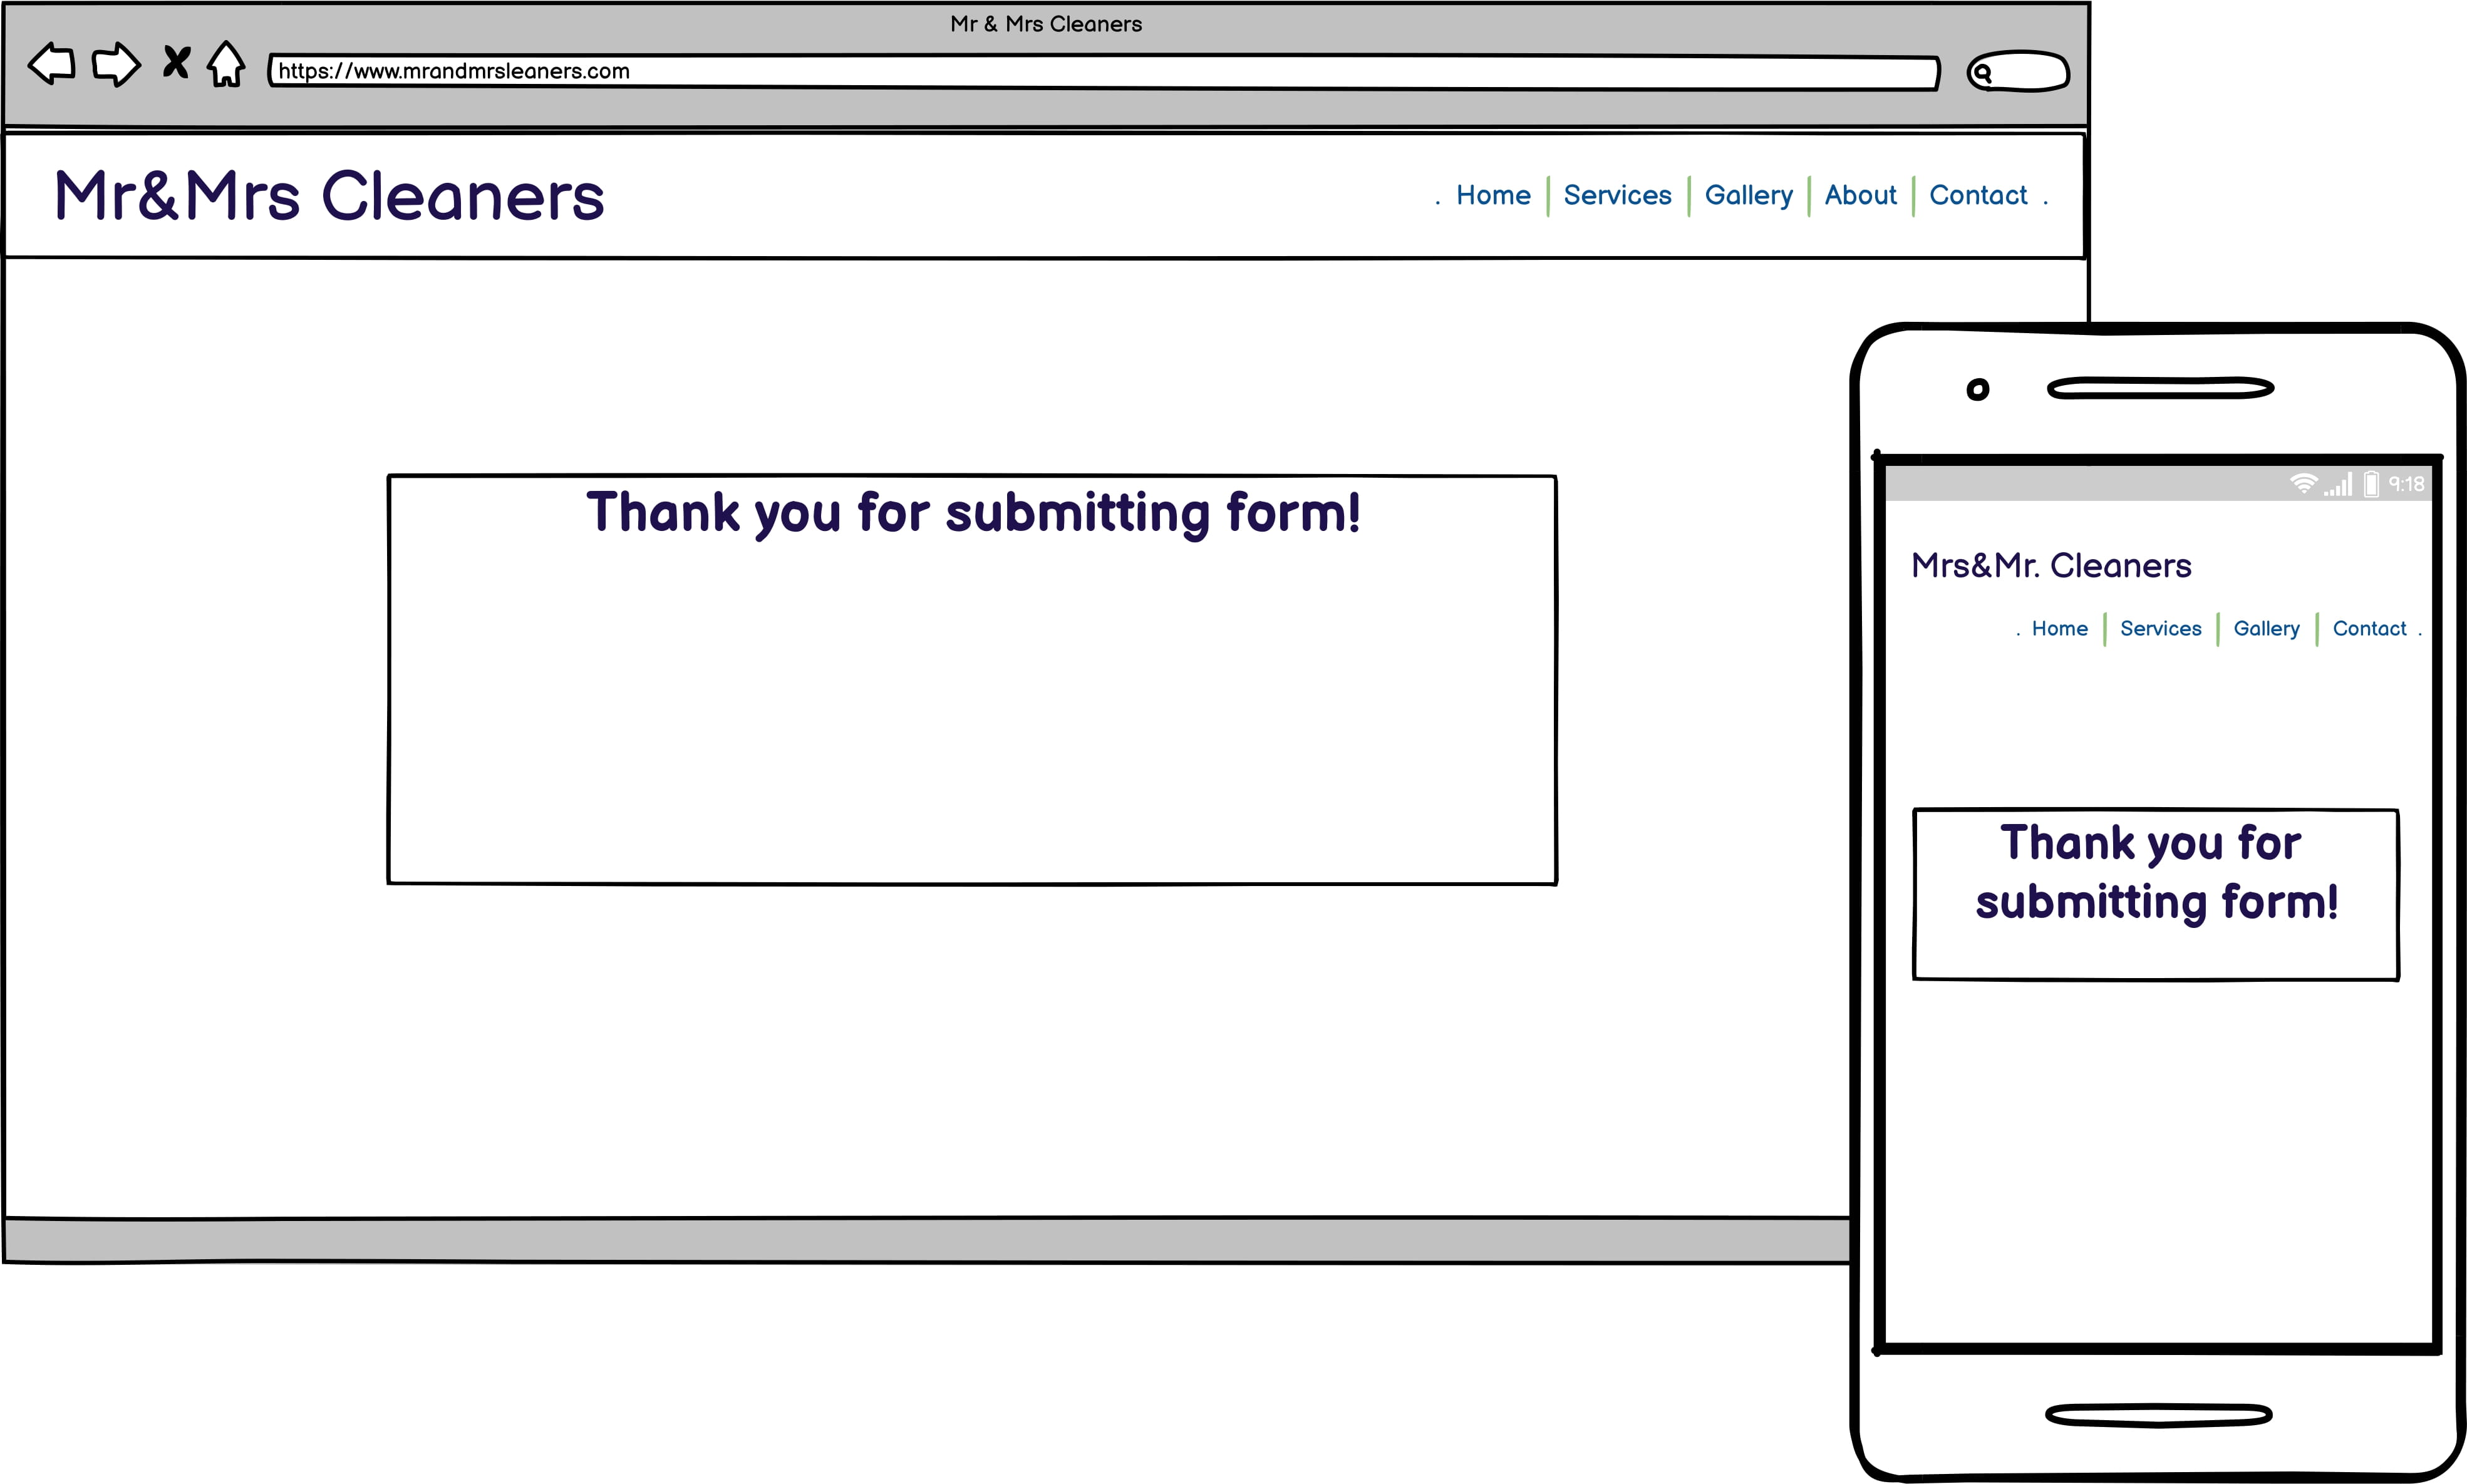 Mr & Mrs Cleaners
https://www.mrandmrsleaners.com
Mr&Mrs Cleaners
. Home Services Gallery About Contact .
Thank you for submitting form!
9:18
Mrs&Mr. Cleaners
. Home Services Gallery Contact .
Thank you for
submitting form!